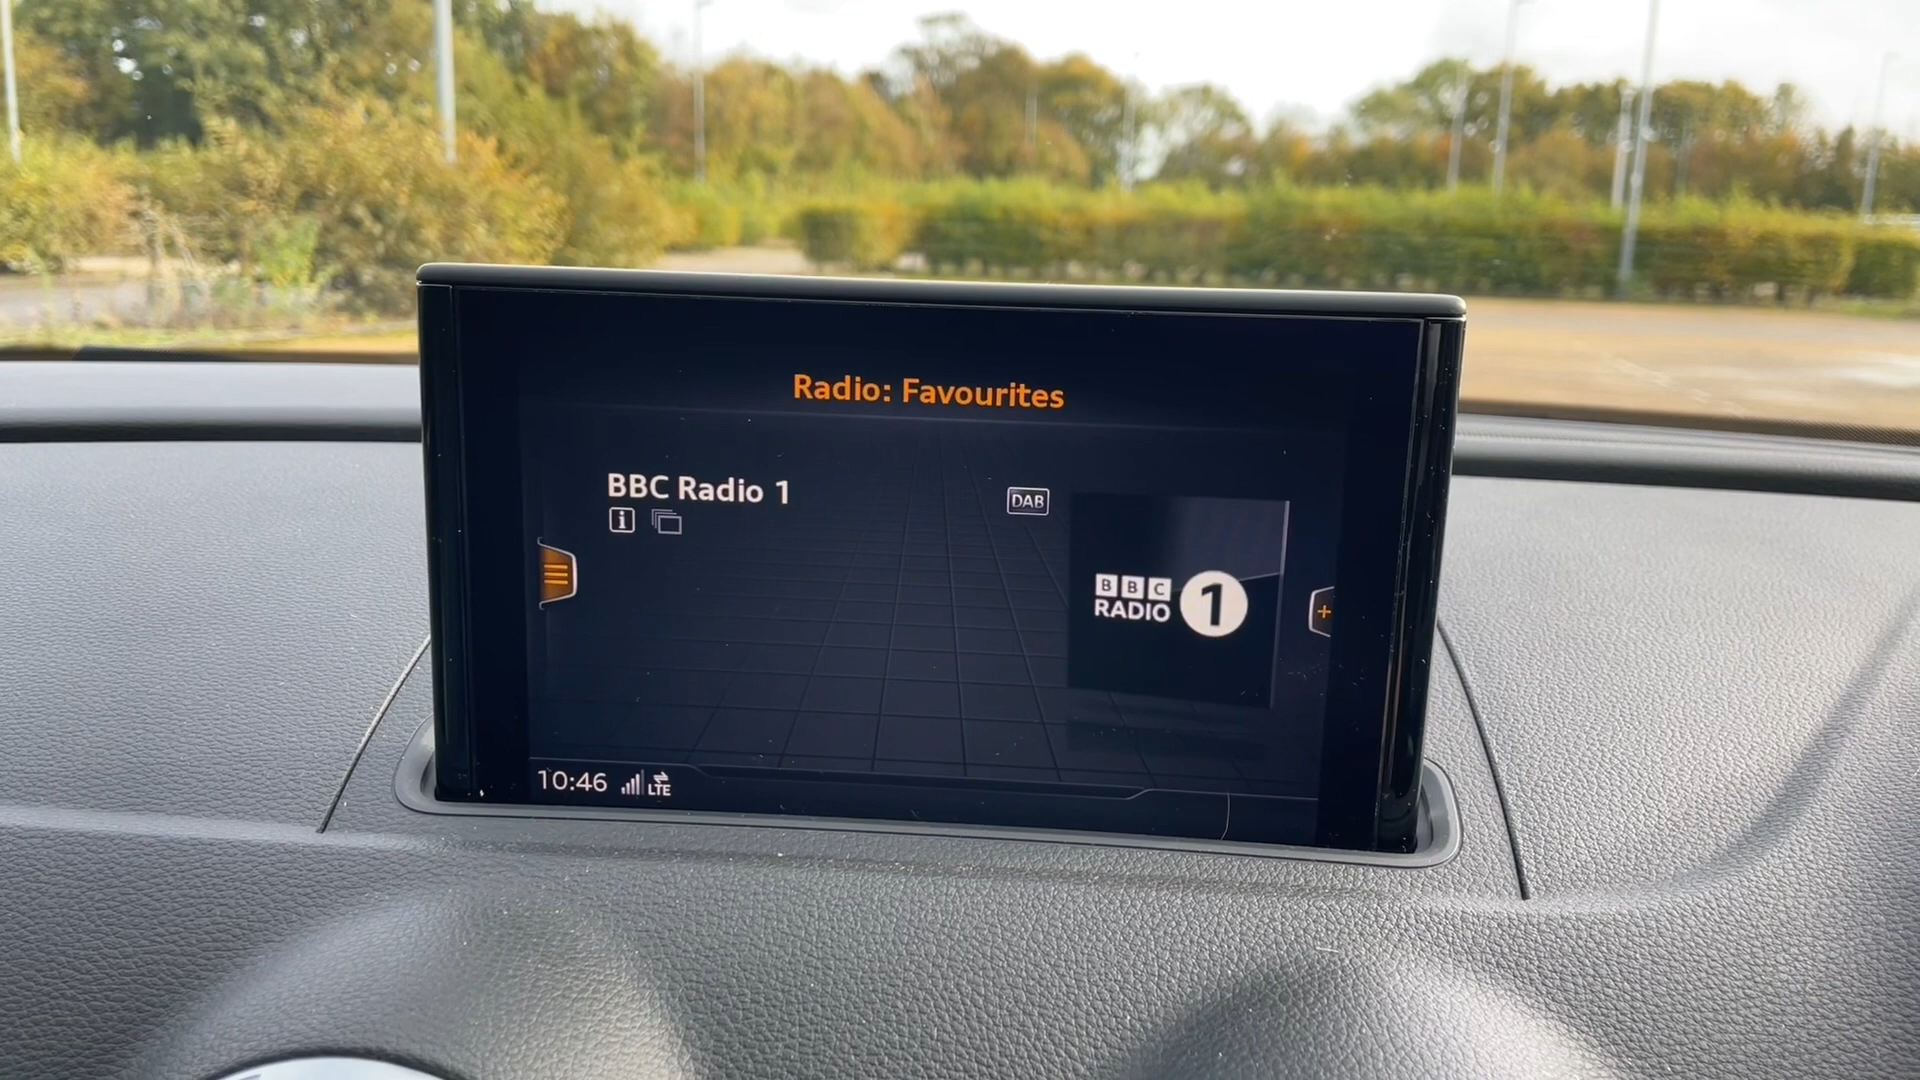 Radio: Favourites
BBC Radio 1
DAB
BBC
RADIO 1
10:46 LTE